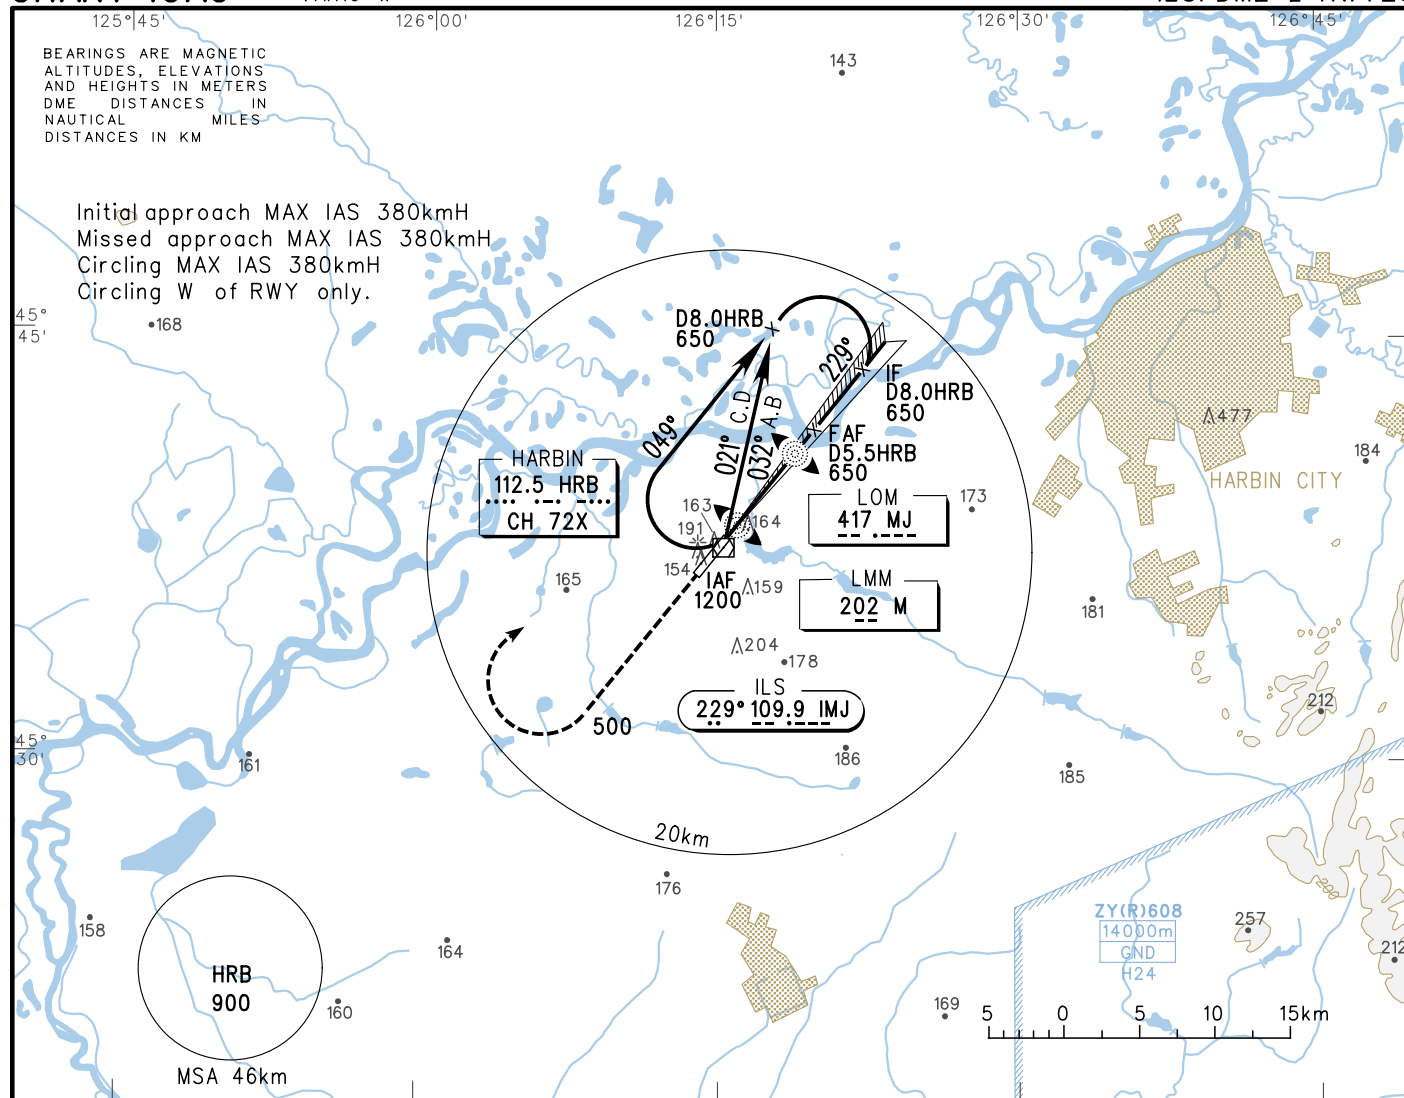 125°45'
126°00'
126°15'
126°30'
126°45'
BEARINGS ARE MAGNETIC
ALTITUDES, ELEVATIONS
AND HEIGHTS IN METERS
DME DISTANCES IN
NAUTICAL MILES
DISTANCES IN KM
143
Initial approach MAX IAS 380kmH
Missed approach MAX IAS 380kmH
Circling MAX IAS 380kmH
Circling W of RWY only.
45°
45'
168
D8.0HRB
650
229°
IF
D8.0HRB
650
049°
021° C.D
032° A.B
FAF
D5.5HRB
650
477
184
HARBIN CITY
HARBIN
112.5 HRB
CH 72X
LOM
417 MJ
173
163
164
191
154
IAF
1200
159
165
LMM
202 M
181
204
178
ILS
229° 109.9 IMJ
212
500
45°
30'
161
186
185
20km
176
200
158
164
ZY(R)608
14000m
GND
H24
257
212
HRB
900
160
169
5 0 5 10 15km
MSA 46km